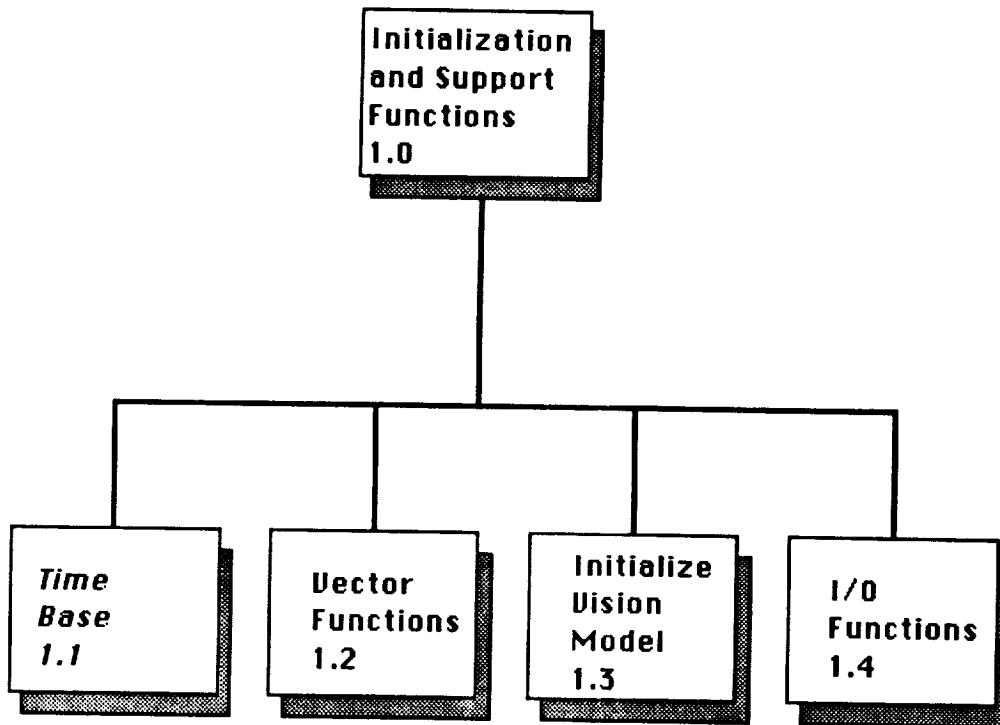 Initialization
and Support
Functions
1.0
Time
Base
1.1
Vector
Functions
1.2
Initialize
Vision
Model
1.3
I/O
Functions
1.4